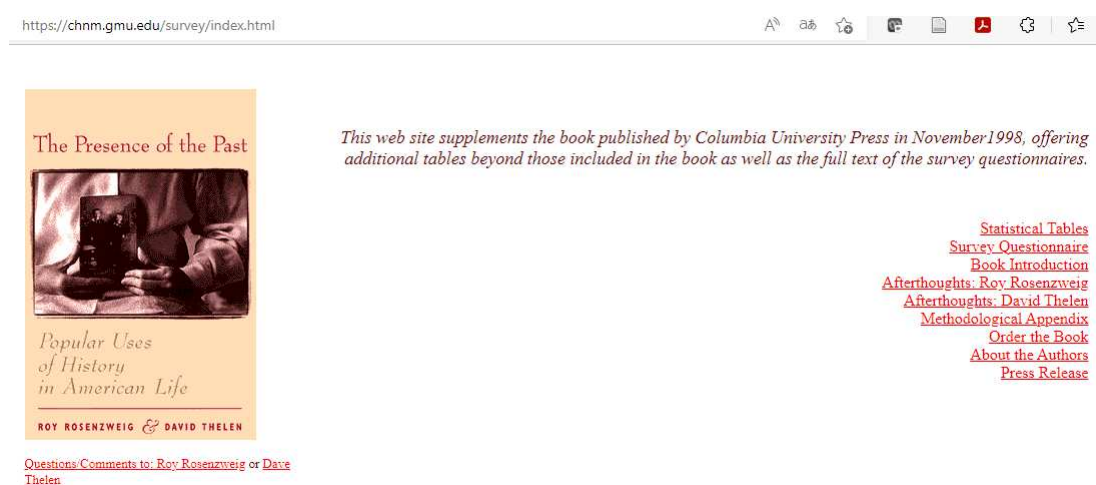 https://chnm.gmu.edu/survey/index.html
The Presence of the Past
Popular Uses
of History
in American Life
ROY ROSENZWEIG & DAVID THELEN
Questions/Comments to: Roy Rosenzweig or Dave
Thelen
This web site supplements the book published by Columbia University Press in November1998, offering
additional tables beyond those included in the book as well as the full text of the survey questionnaires.
Statistical Tables
Survey Questionnaire
Book Introduction
Afterthoughts: Roy Rosenzweig
Afterthoughts: David Thelen
Methodological Appendix
Order the Book
About the Authors
Press Release